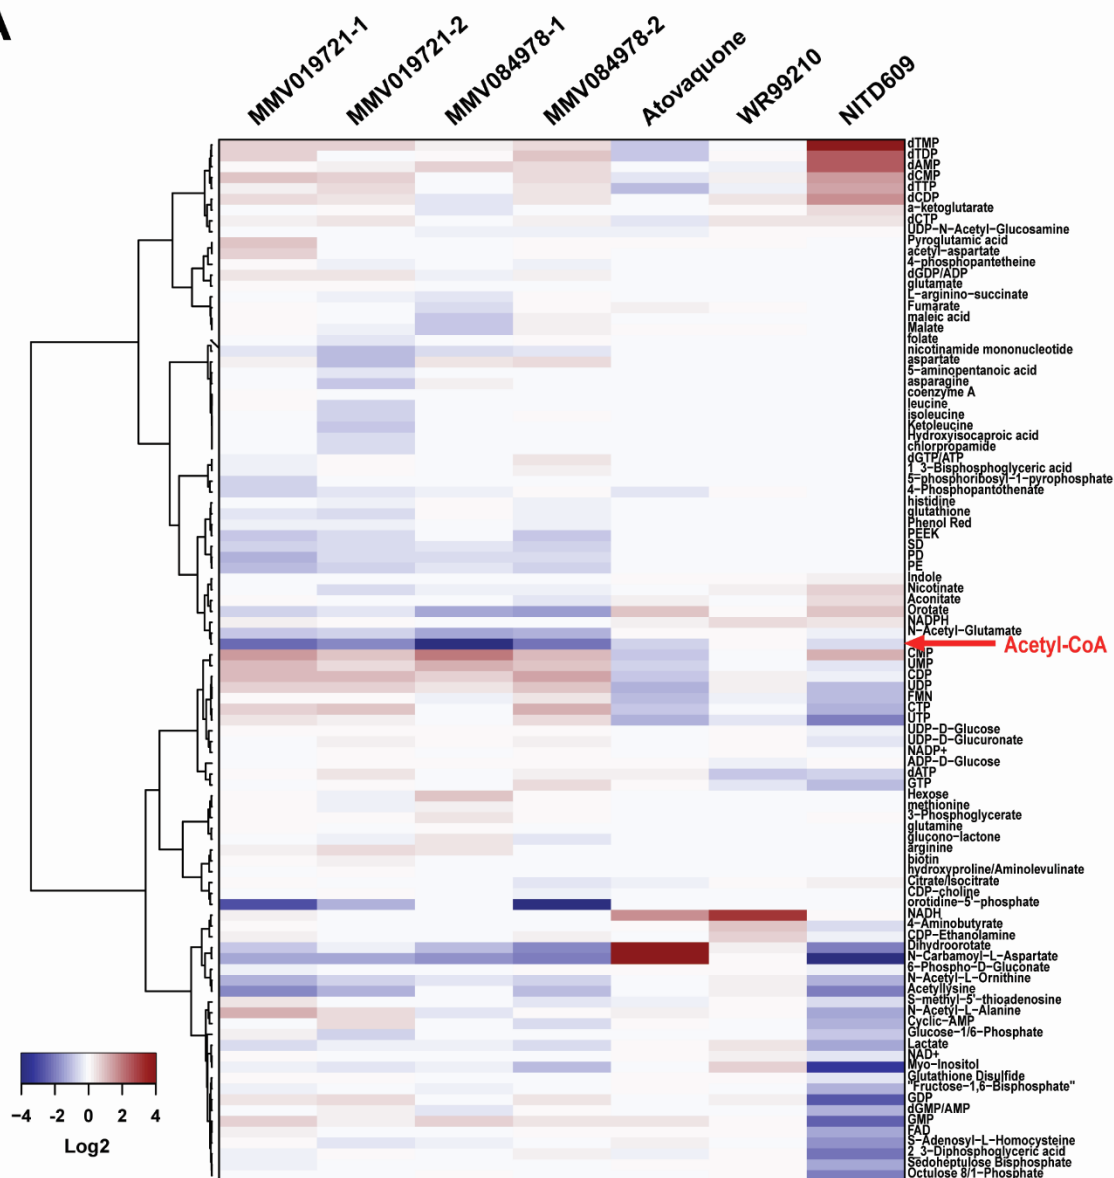 A
MMV019721-1
MMV019721-2
MMV084978-1
MMV084978-2
Atovaquone
WR99210
NITD609
dTMP
dTDP
dAMP
dCMP
dTTP
dCDP
a-ketoglutarate
dCTP
UDP-N-Acetyl-Glucosamine
Pyroglutamic acid
acetyl-aspartate
4-phosphopantetheine
dGDP/ADP
glutamate
L-arginino-succinate
Fumarate
maleic acid
Malate
folate
nicotinamide mononucleotide
aspartate
5-aminopentanoic acid
asparagine
coenzyme A
leucine
isoleucine
Ketoleucine
Hydroxyisocaproic acid
chlorpropamide
dGTP/ATP
1_3-Bisphosphoglyceric acid
5-phosphoribosyl-1-pyrophosphate
4-Phosphopantothenate
histidine
glutathione
Phenol Red
PEEK
SD
PD
PE
Indole
Nicotinate
Aconitate
Orotate
NADPH
N-Acetyl-Glutamate
Acetyl-CoA
CMP
UMP
CDP
UDP
FMN
CTP
UTP
UDP-D-Glucose
UDP-D-Glucuronate
NADP+
ADP-D-Glucose
dATP
GTP
Hexose
methionine
3-Phosphoglycerate
glutamine
glucono-lactone
arginine
biotin
hydroxyproline/Aminolevulinate
Citrate/Isocitrate
CDP-choline
orotidine-5'-phosphate
NADH
4-Aminobutyrate
CDP-Ethanolamine
Dihydroorotate
N-Carbamoyl-L-Aspartate
6-Phospho-D-Gluconate
N-Acetyl-L-Ornithine
Acetyllysine
S-methyl-5'-thioadenosine
N-Acetyl-L-Alanine
Cyclic-AMP
Glucose-1/6-Phosphate
Lactate
NAD+
Myo-Inositol
Glutathione Disulfide
"Fructose-1,6-Bisphosphate"
GDP
dGMP/AMP
GMP
FAD
S-Adenosyl-L-Homocysteine
2_3-Diphosphoglyceric acid
Sedoheptulose Bisphosphate
Octulose 8/1-Phosphate
-4 -2 0 2 4
Log2